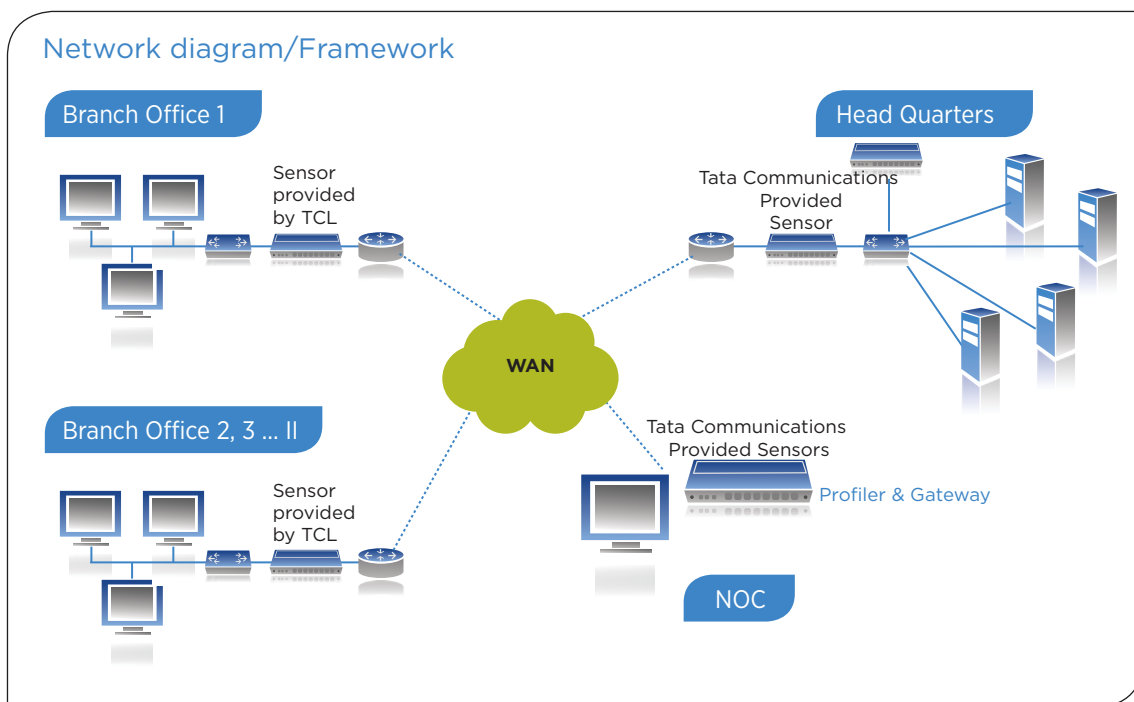 Network diagram/Framework
Branch Office 1
Head Quarters
Sensor
provided
by TCL
Tata Communications
Provided
Sensor
WAN
Branch Office 2, 3 ... II
Tata Communications
Provided Sensors
Profiler & Gateway
Sensor
provided
by TCL
NOC